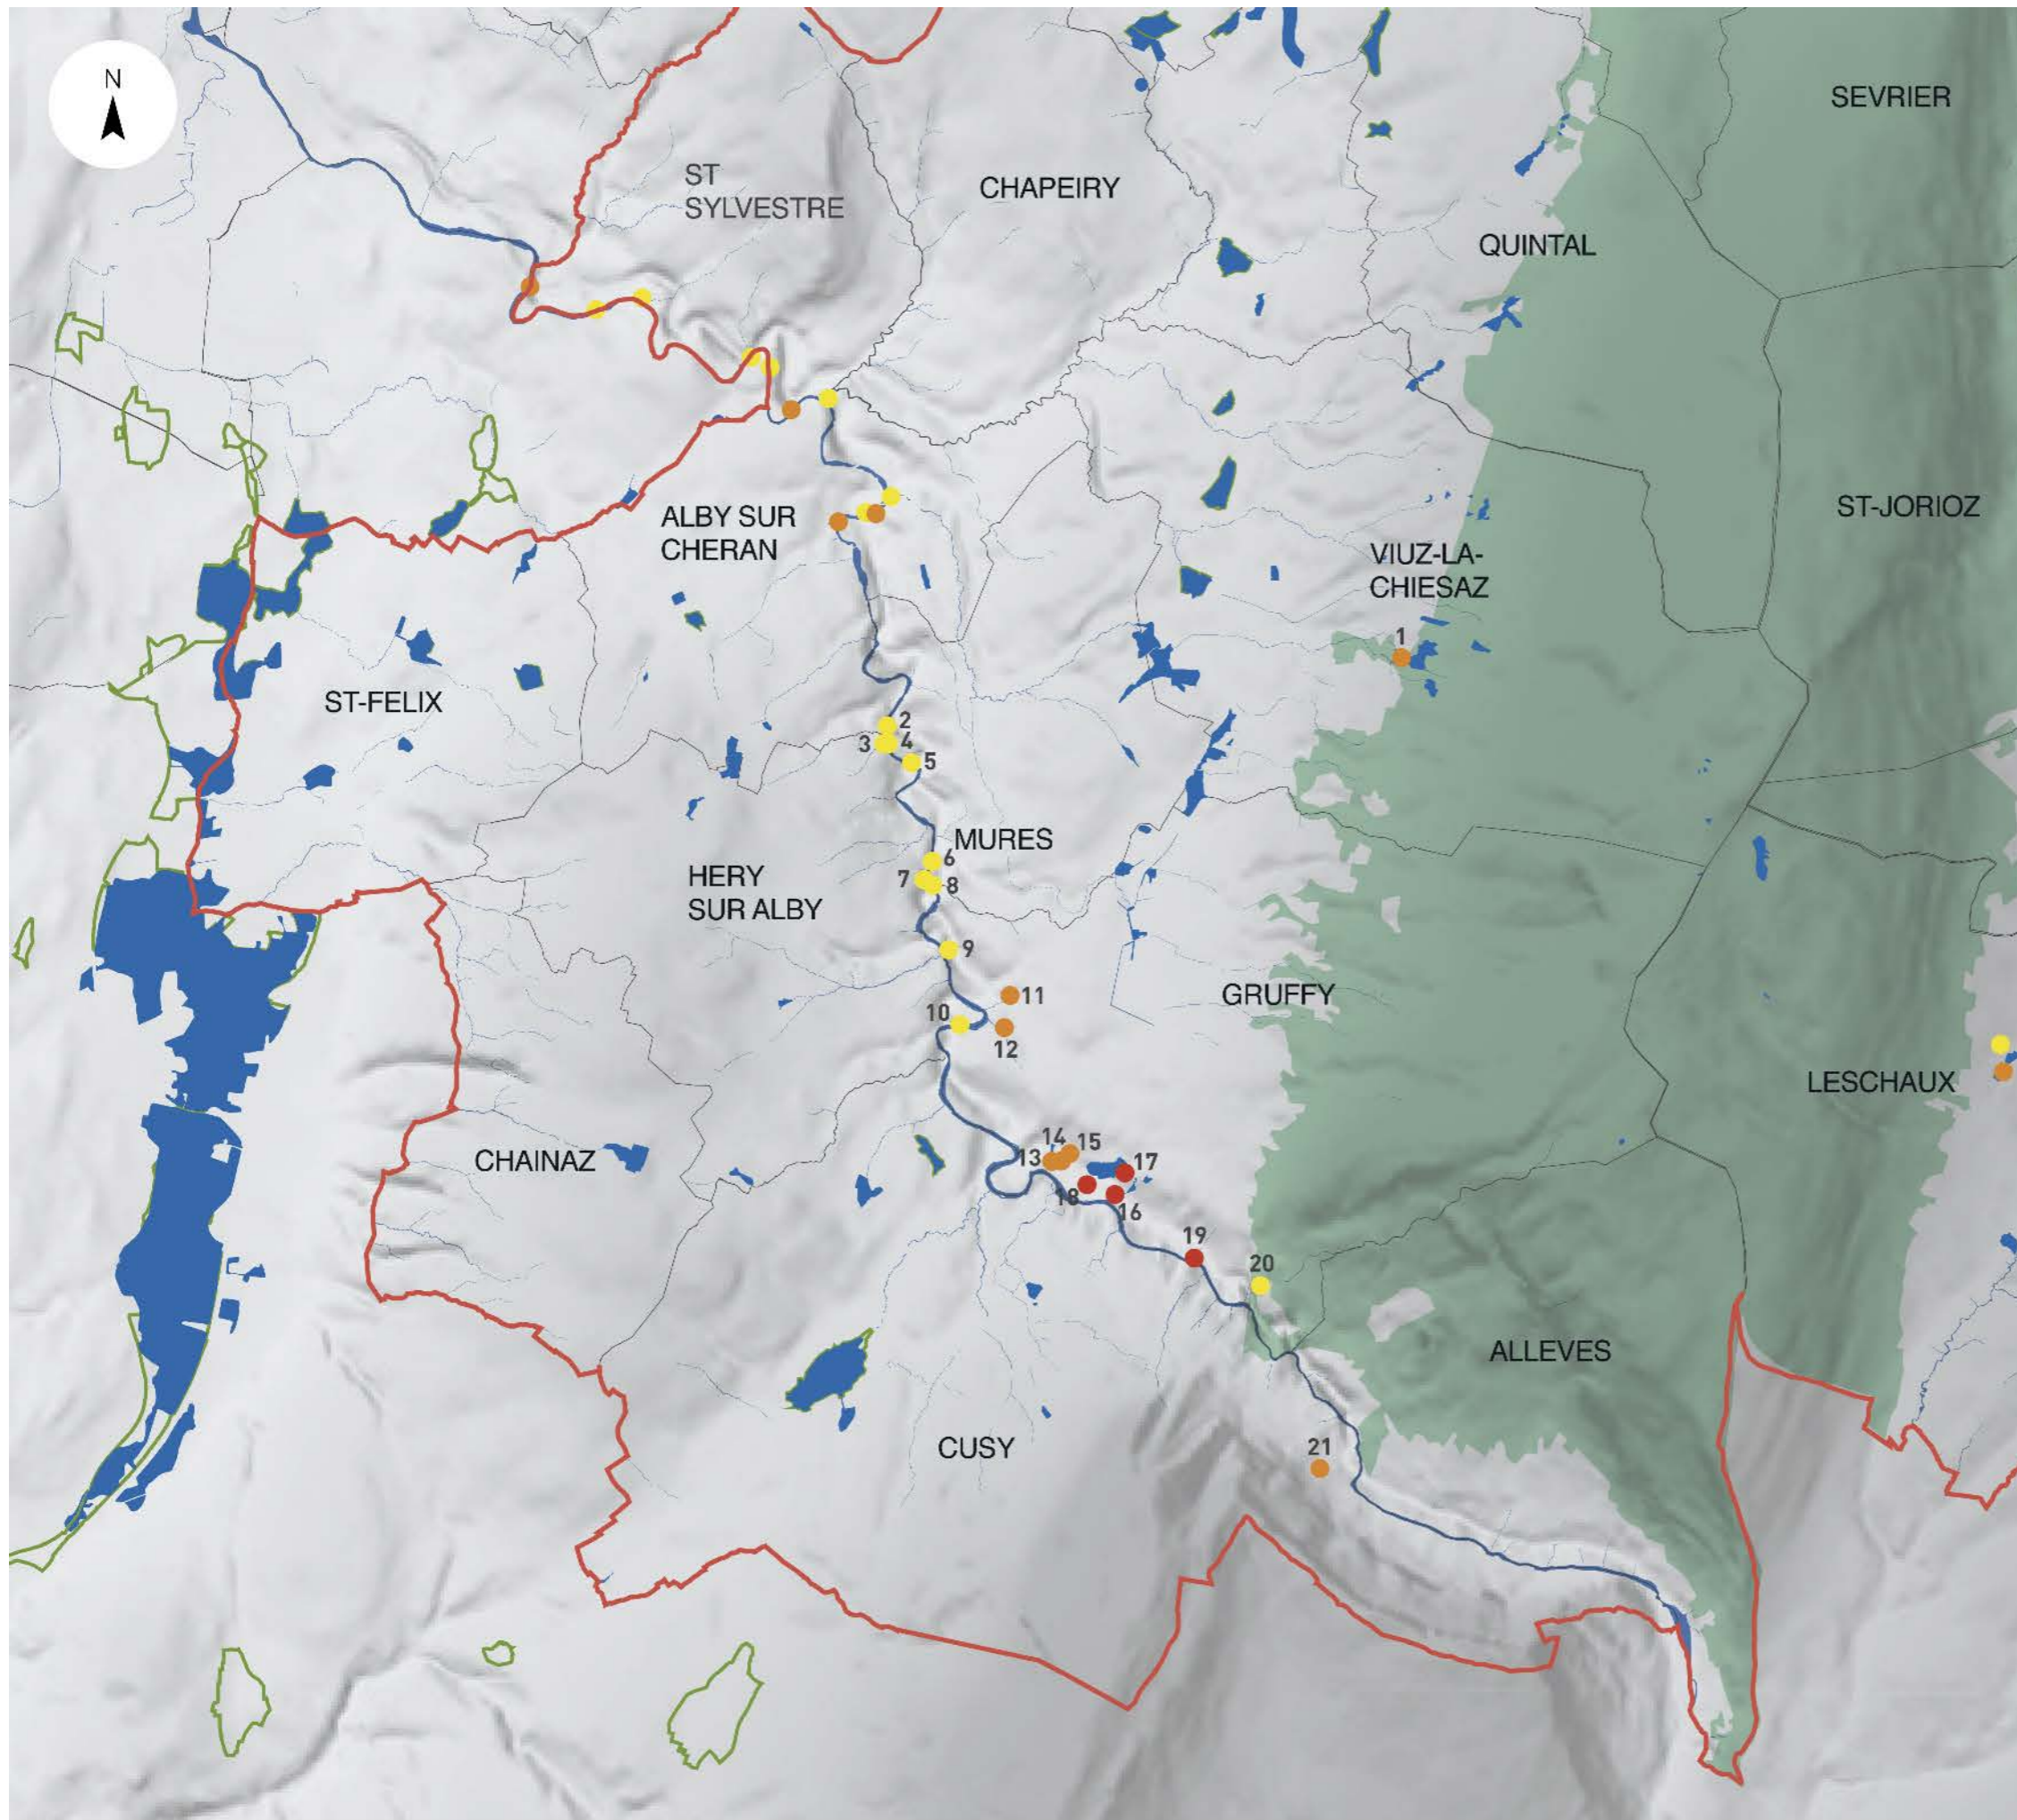 N
SEVRIER
ST
SYLVESTRE
CHAPEIRY
QUINTAL
ST-JORIOZ
ALBY SUR
CHERAN
VIUZ-LA-
CHIESAZ
1
ST-FELIX
2
3
4
5
MURES
6
7
8
HERY
SUR ALBY
9
GRUFFY
11
10
12
LESCHAUX
14
15
13
17
CHAINAZ
18
16
19
20
ALLEVES
CUSY
21